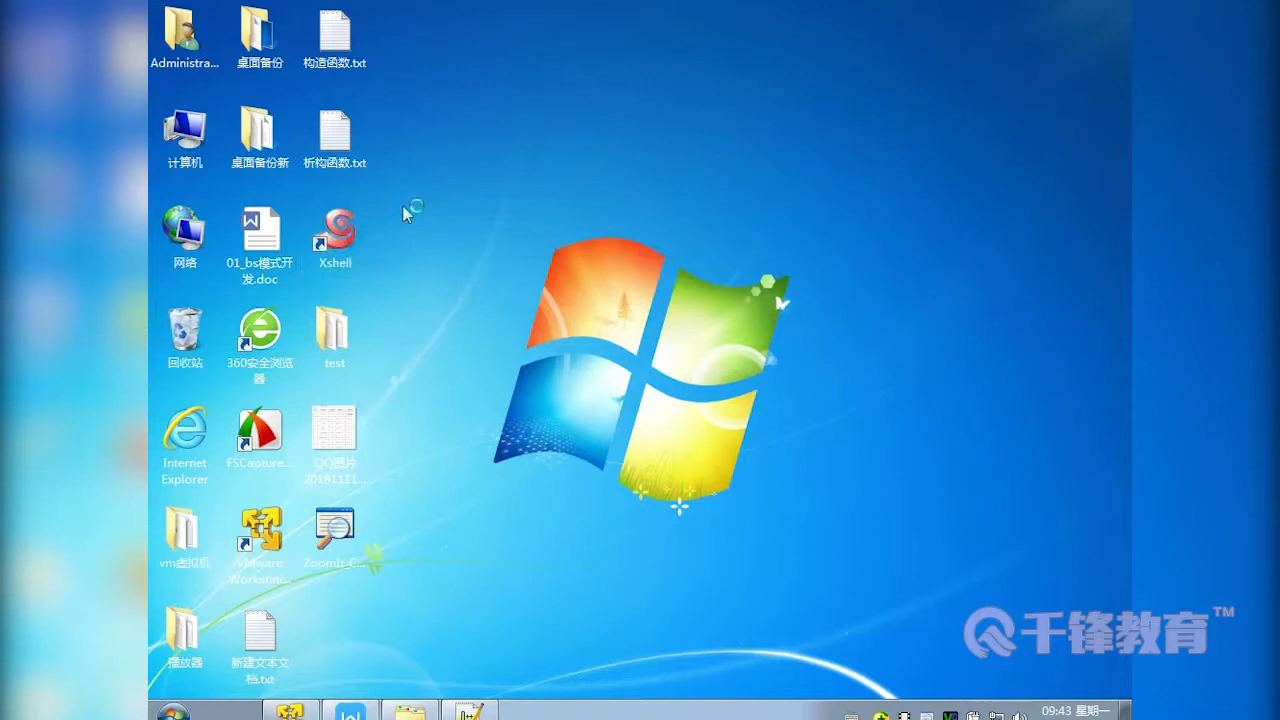 Administra...
桌面备份
构造函数.txt
计算机
桌面备份新
析构函数.txt
网络
01_bs模式开
发.doc
Xshell
回收站
360安全浏览
器
test
Internet
Explorer
FSCapture...
QQ图片
20181111...
vm虚拟机
VMware
Workstati...
ZoomIt_C...
播放器
新建文本文
档.txt
千锋教育™
09:43 星期一